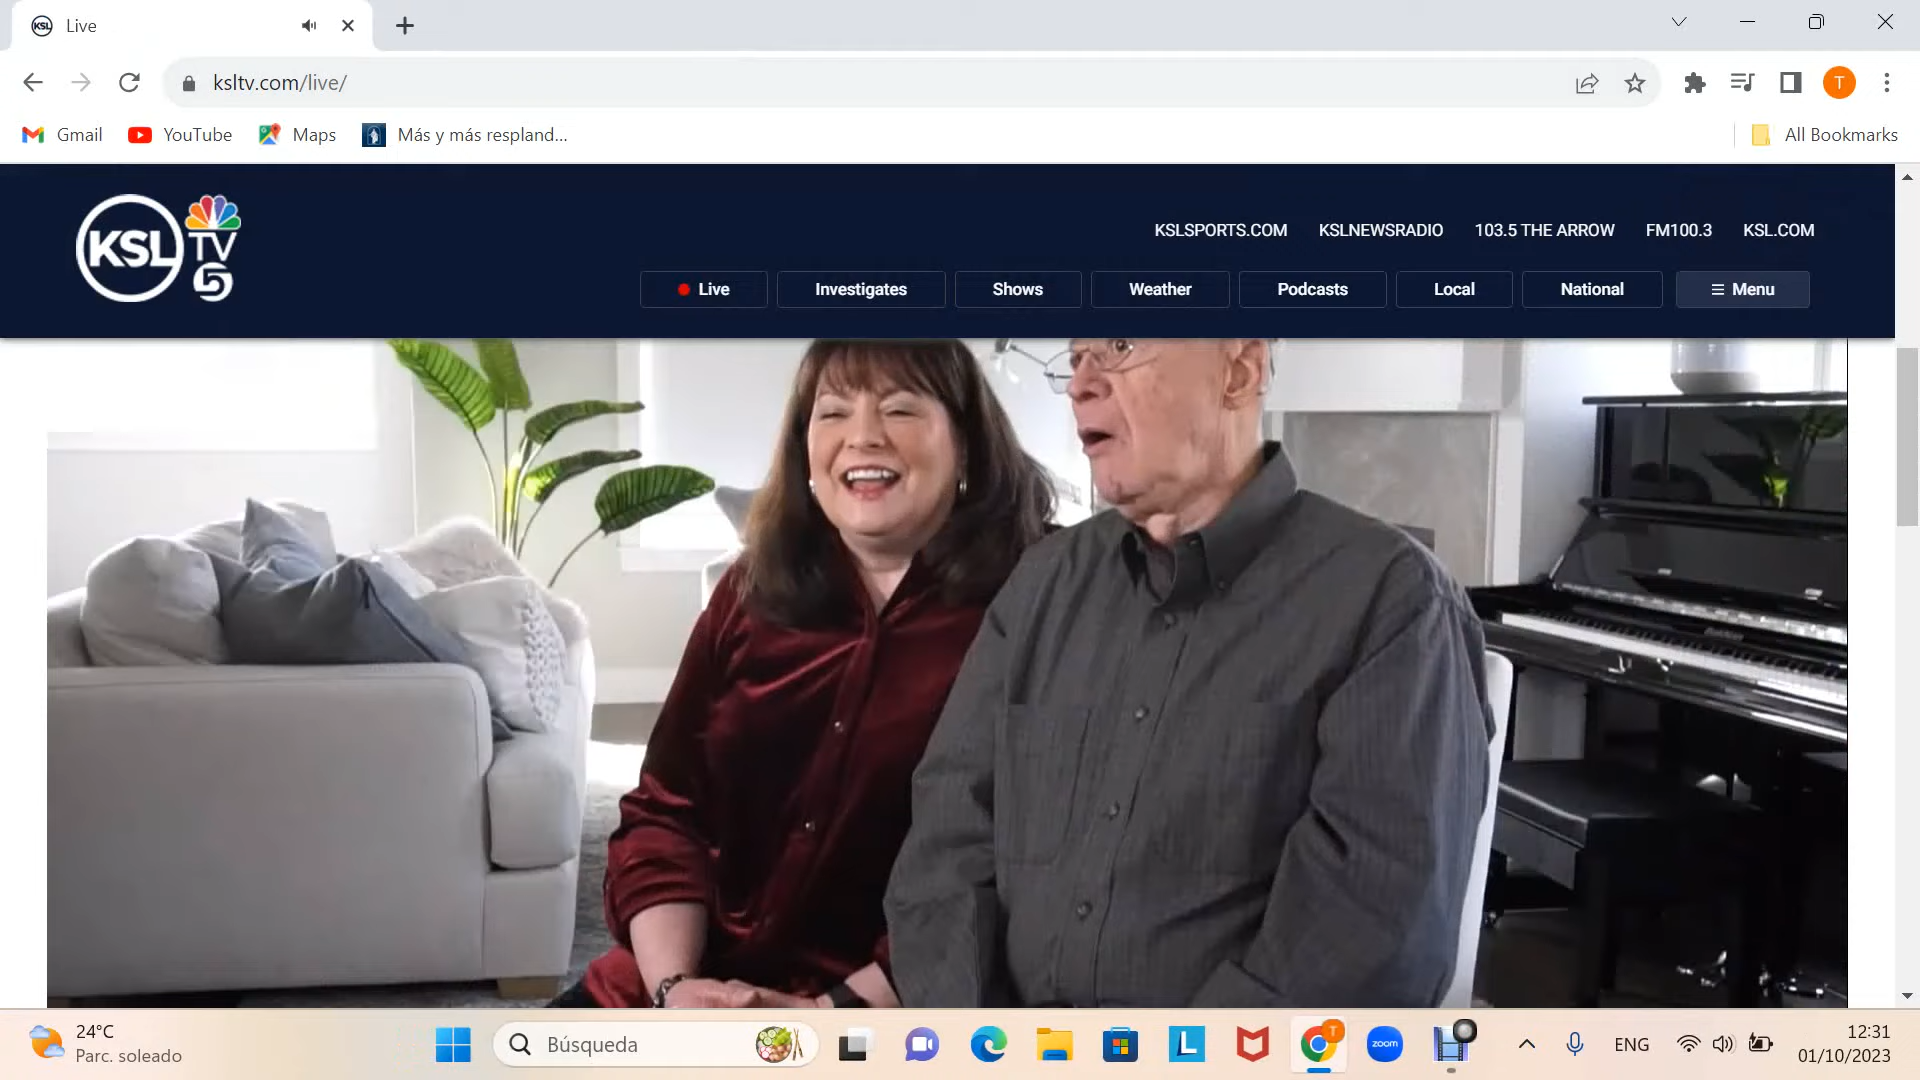 KSL Live
ksltv.com/live/
T
Gmail YouTube Maps Más y más respland... All Bookmarks
KSL TV 5
KSLSPORTS.COM KSLNEWSRADIO 103.5 THE ARROW FM100.3 KSL.COM
Live Investigates Shows Weather Podcasts Local National Menu
24°C
Parc. soleado
Búsqueda
L
T
zoom
ENG
12:31
01/10/2023